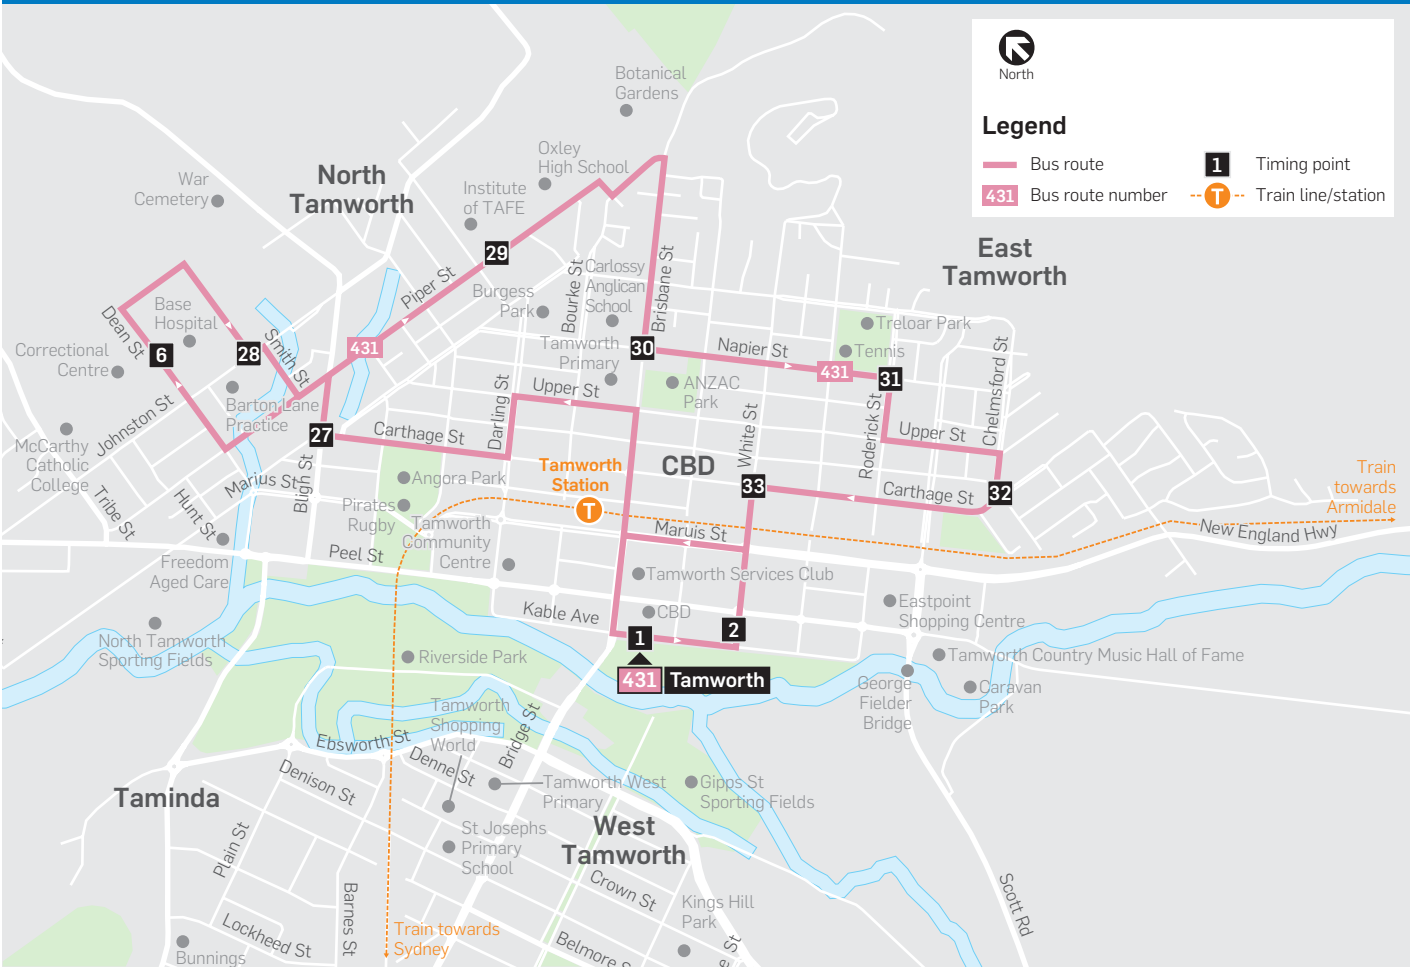 North
Legend
Bus route
1
Timing point
431
Bus route number
T
Train line/station
Botanical
Gardens
Oxley
High School
War
Cemetery
North
Tamworth
Institute
of TAFE
29
East
Tamworth
Piper St
Bourke St
Carlossy
Anglican
School
Brisbane St
Burgess
Park
Base
Hospital
Dean St
6
28
Smith St
431
Treloar Park
Tennis
Correctional
Centre
Tamworth
Primary
30
Napier St
431
31
Chelmsford St
ANZAC
Park
Upper St
Darling St
Barton Lane
Practice
Johnston St
27
Carthage St
White St
Roderick St
Upper St
McCarthy
Catholic
College
Tamworth
Station
T
CBD
33
Carthage St
32
Train
towards
Armidale
Marius St
Bligh St
Angora Park
Pirates
Rugby
Tribe St
Hunt St
Tamworth
Community
Centre
Maruis St
New England Hwy
Peel St
Freedom
Aged Care
Tamworth Services Club
Kable Ave
CBD
Eastpoint
Shopping Centre
1
2
North Tamworth
Sporting Fields
Riverside Park
431
Tamworth
Tamworth Country Music Hall of Fame
George
Fielder
Bridge
Caravan
Park
Tamworth
Shopping
World
Bridge St
Ebsworth St
Denne St
Denison St
Tamworth West
Primary
Gipps St
Sporting Fields
Taminda
West
Tamworth
St Josephs
Primary
School
Plain St
Crown St
Kings Hill
Park
Barnes St
Scott Rd
Lockheed St
Train towards
Sydney
Belmore S
e St
Bunnings